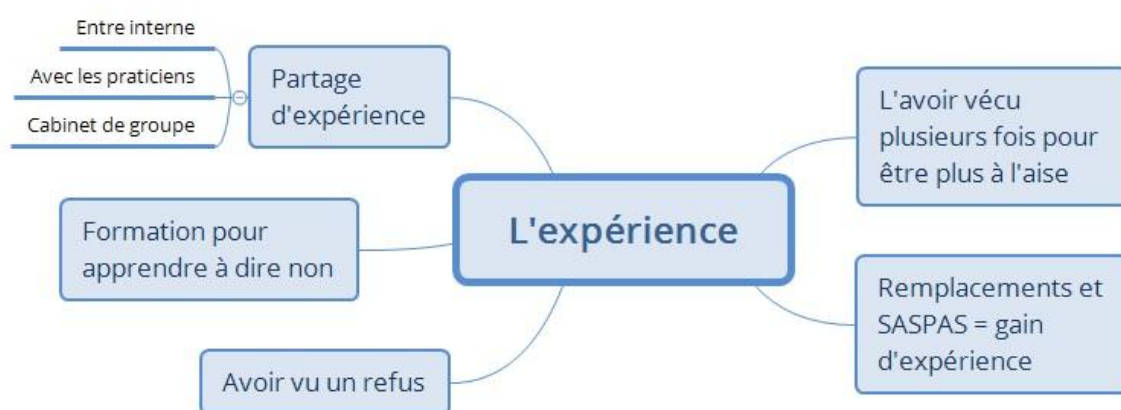 Entre interne
Avec les praticiens
Cabinet de groupe
Partage
d'expérience
Formation pour
apprendre à dire non
Avoir vu un refus
L'expérience
L'avoir vécu
plusieurs fois pour
être plus à l'aise
Remplacements et
SASPAS = gain
d'expérience